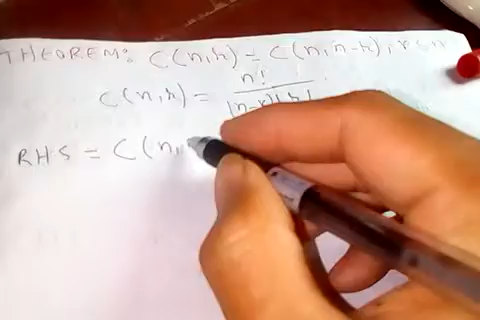 THEOREM: C(n,r) = C(n,n-r), r<n
C(n,r) = n! / (n-r)! r!
RHS = C(n,